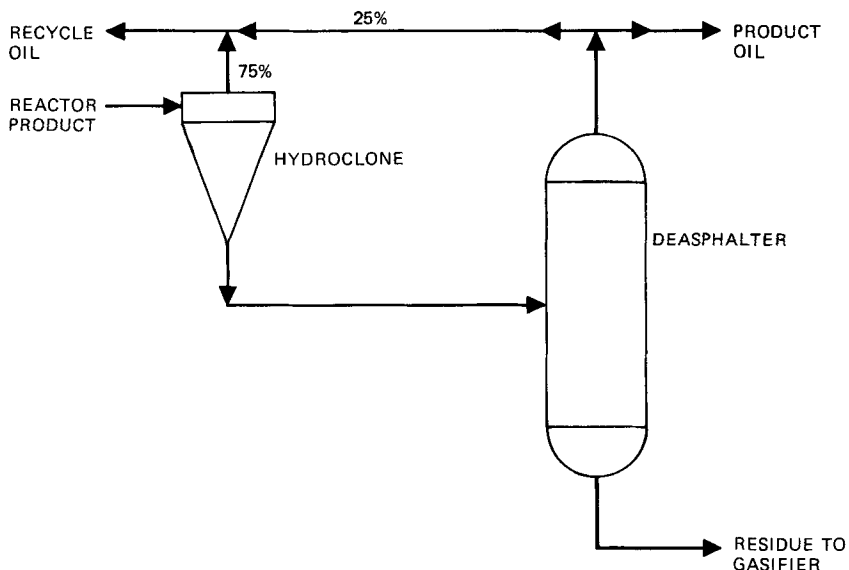 RECYCLE
OIL
25%
PRODUCT
OIL
75%
REACTOR
PRODUCT
HYDROCLONE
DEASPHALTER
RESIDUE TO
GASIFIER